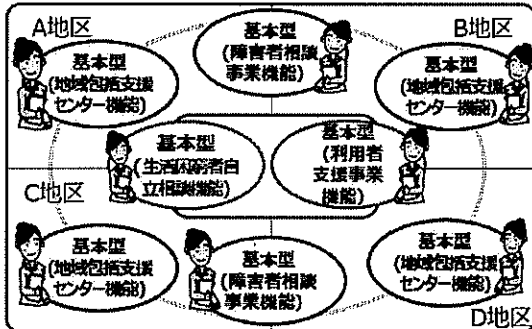 A地区
B地区
基本型
(障害者相談
事業機能)
基本型
(地域包括支援
センター機能)
基本型
(地域包括支援
センター機能)
基本型
(生活困窮者自
立相談機能)
基本型
(利用者
支援事業
機能)
C地区
基本型
(地域包括支援
センター機能)
基本型
(障害者相談
事業機能)
基本型
(地域包括支援
センター機能)
D地区